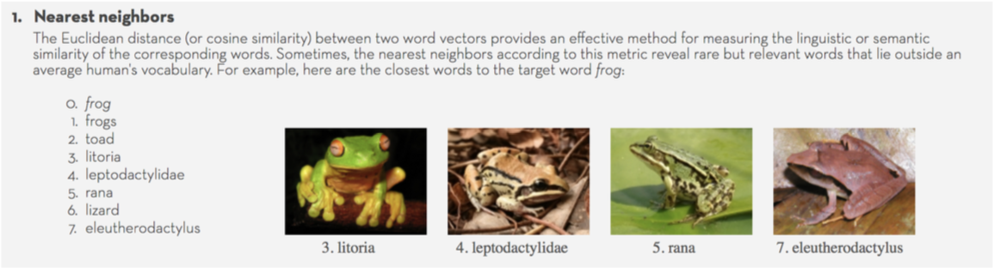 1. Nearest neighbors
The Euclidean distance (or cosine similarity) between two word vectors provides an effective method for measuring the linguistic or semantic
similarity of the corresponding words. Sometimes, the nearest neighbors according to this metric reveal rare but relevant words that lie outside an
average human's vocabulary. For example, here are the closest words to the target word frog:
0. frog
1. frogs
2. toad
3. litoria
4. leptodactylidae
5. rana
6. lizard
7. eleutherodactylus
3. litoria
4. leptodactylidae
5. rana
7. eleutherodactylus